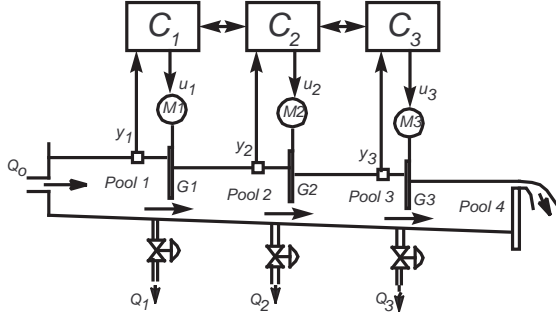 C1 C2 C3
u1 u2 u3
M1 M2 M3
y1 y2 y3
Qo
Pool 1 G1 Pool 2 G2 Pool 3 G3 Pool 4
Q1 Q2 Q3